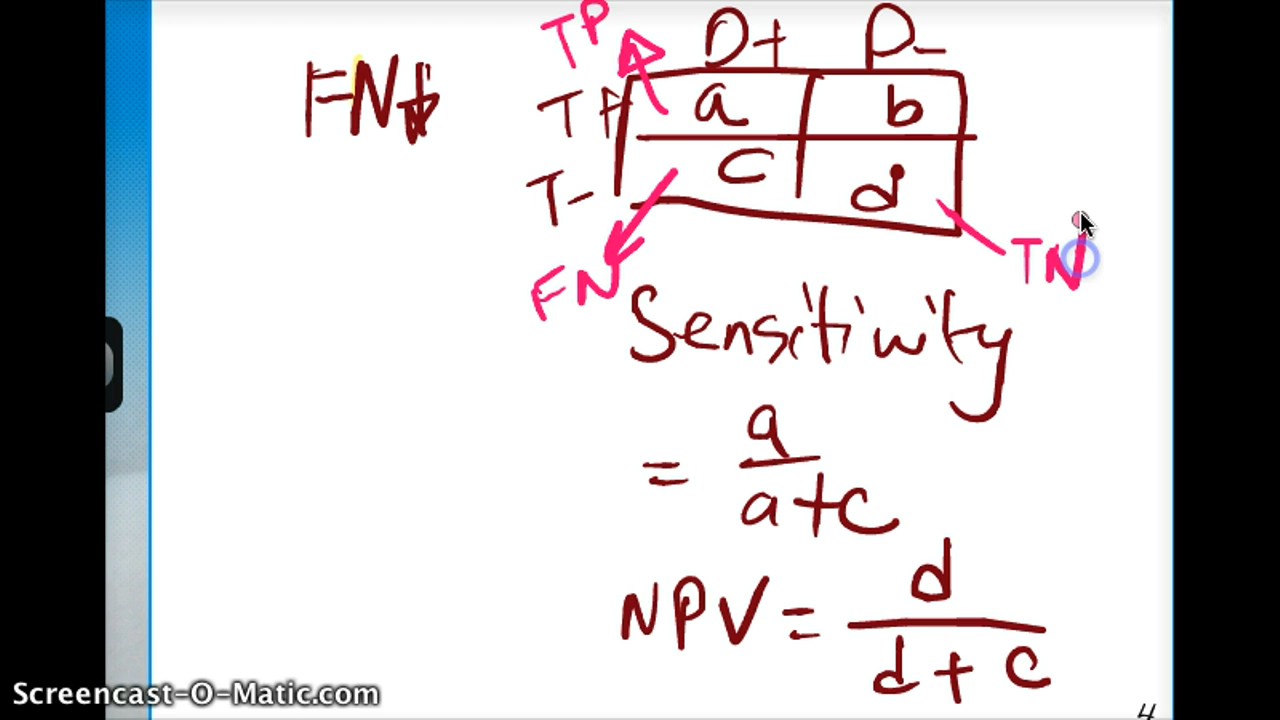 TP
D+ D-
FN↓
T+ a b
T- c d
FN
TN
Sensitivity
= a
a+c
NPV = d
d+c
Screencast-O-Matic.com
4